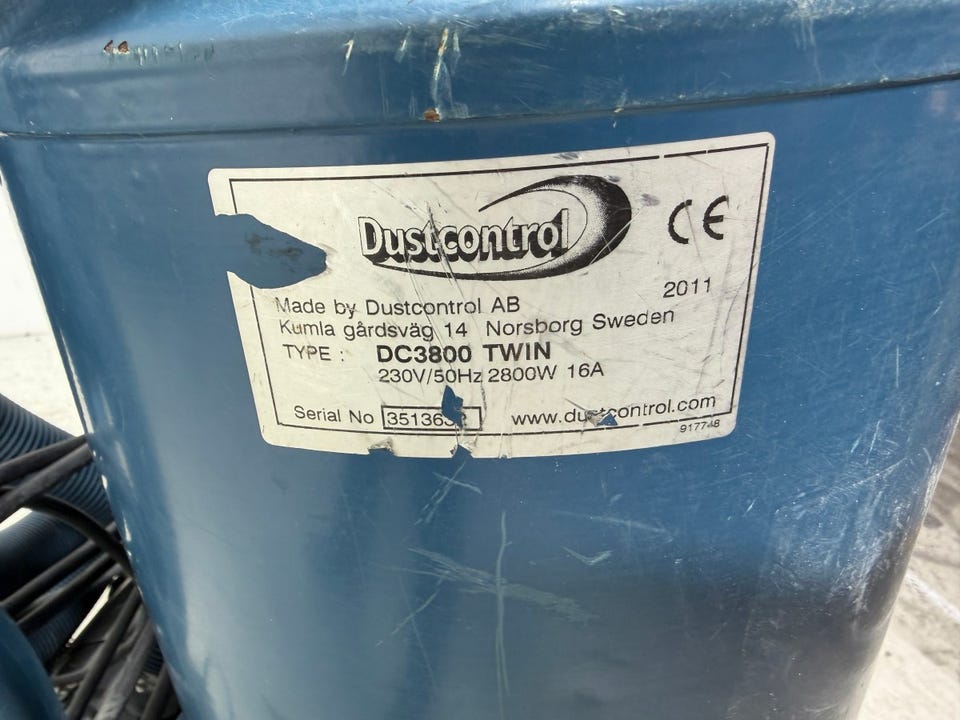 Dustcontrol CE
2011
Made by Dustcontrol AB
Kumla gårdsväg 14 Norsborg Sweden
TYPE : DC3800 TWIN
230V/50Hz 2800W 16A
Serial No www.dustcontrol.com
917748